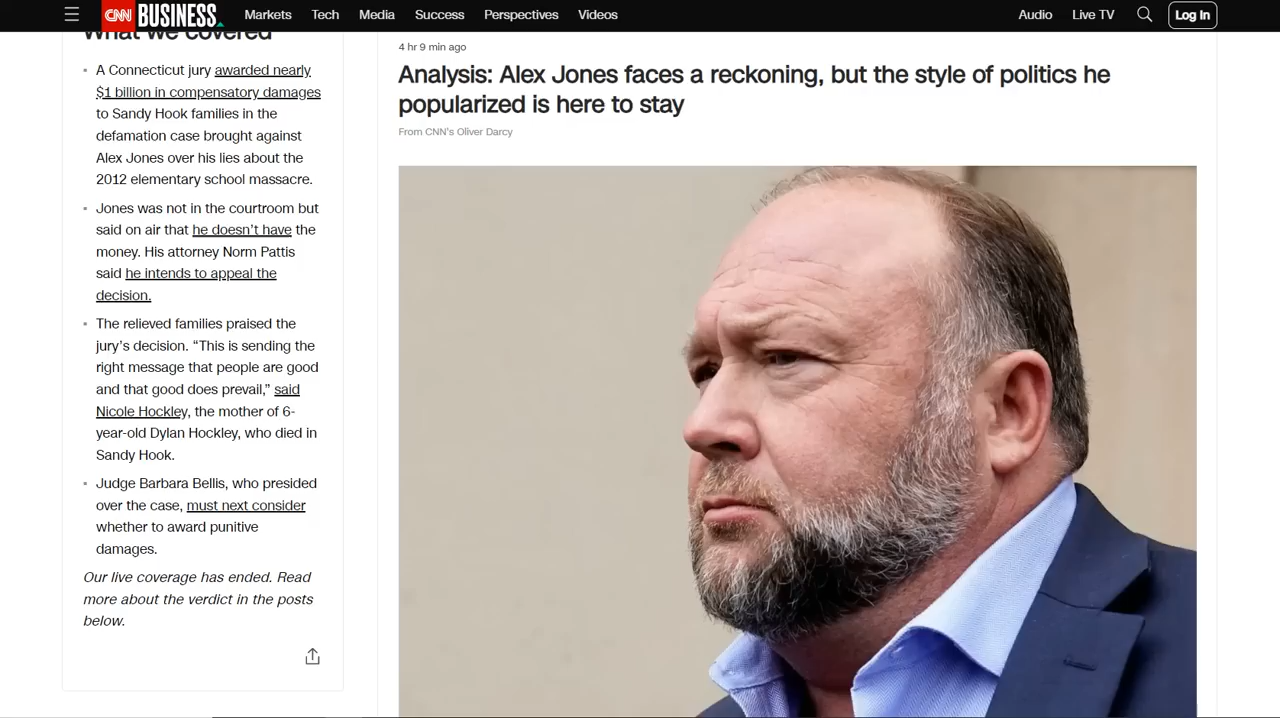 CNN BUSINESS Markets Tech Media Success Perspectives Videos Audio Live TV Log In
What we covered
A Connecticut jury awarded nearly
$1 billion in compensatory damages
to Sandy Hook families in the
defamation case brought against
Alex Jones over his lies about the
2012 elementary school massacre.
Jones was not in the courtroom but
said on air that he doesn't have the
money. His attorney Norm Pattis
said he intends to appeal the
decision.
The relieved families praised the
jury's decision. “This is sending the
right message that people are good
and that good does prevail,” said
Nicole Hockley, the mother of 6-
year-old Dylan Hockley, who died in
Sandy Hook.
Judge Barbara Bellis, who presided
over the case, must next consider
whether to award punitive
damages.
Our live coverage has ended. Read
more about the verdict in the posts
below.
4 hr 9 min ago
Analysis: Alex Jones faces a reckoning, but the style of politics he
popularized is here to stay
From CNN's Oliver Darcy